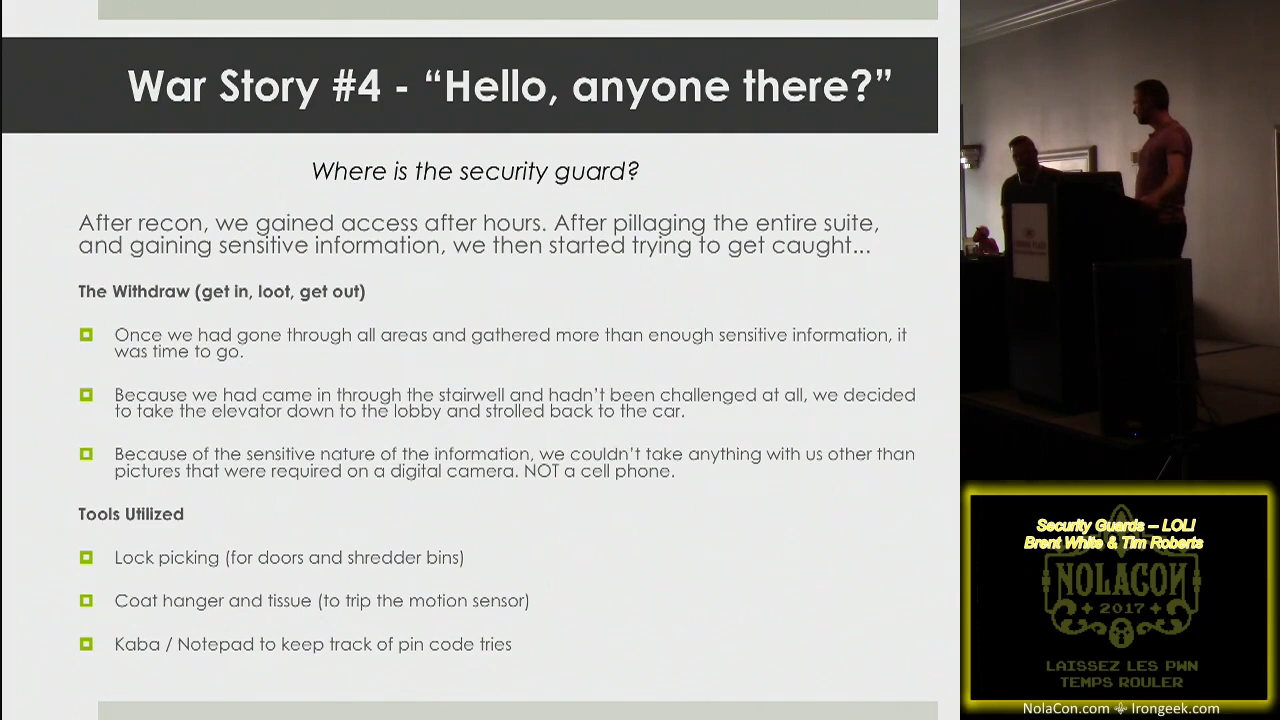 War Story #4 - “Hello, anyone there?”
Where is the security guard?
After recon, we gained access after hours. After pillaging the entire suite,
and gaining sensitive information, we then started trying to get caught...
The Withdraw (get in, loot, get out)
Once we had gone through all areas and gathered more than enough sensitive information, it
was time to go.
Because we had came in through the stairwell and hadn’t been challenged at all, we decided
to take the elevator down to the lobby and strolled back to the car.
Because of the sensitive nature of the information, we couldn’t take anything with us other than
pictures that were required on a digital camera. NOT a cell phone.
Tools Utilized
Lock picking (for doors and shredder bins)
Coat hanger and tissue (to trip the motion sensor)
Kaba / Notepad to keep track of pin code tries
Security Guards -- LOL!
Brent White & Tim Roberts
NOLACON
2017
LAISSEZ LES PWN
TEMPS ROULER
NolaCon.com Irongeek.com